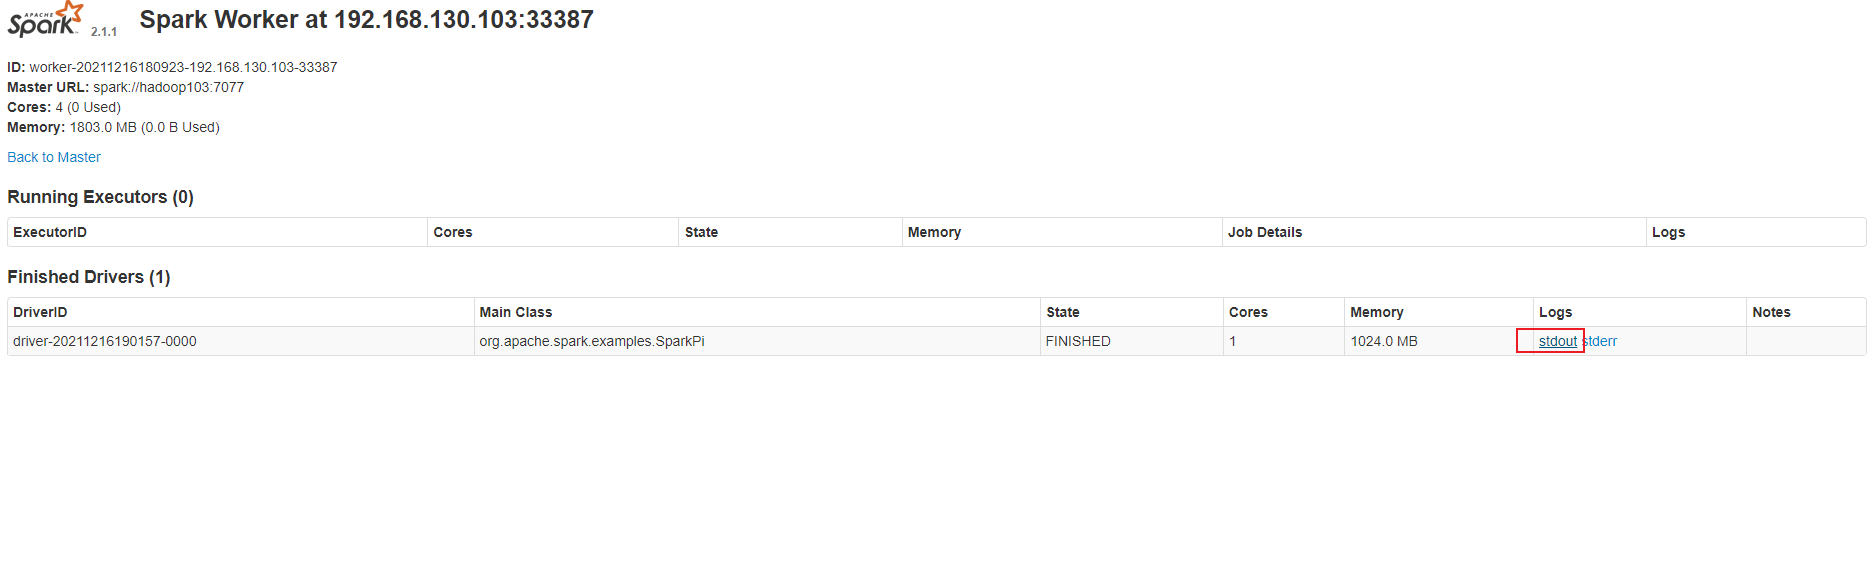 APACHE
Spark 2.1.1 Spark Worker at 192.168.130.103:33387
ID: worker-20211216180923-192.168.130.103-33387
Master URL: spark://hadoop103:7077
Cores: 4 (0 Used)
Memory: 1803.0 MB (0.0 B Used)
Back to Master
Running Executors (0)
ExecutorID Cores State Memory Job Details Logs
Finished Drivers (1)
DriverID Main Class State Cores Memory Logs Notes
driver-20211216190157-0000 org.apache.spark.examples.SparkPi FINISHED 1 1024.0 MB stdout stderr